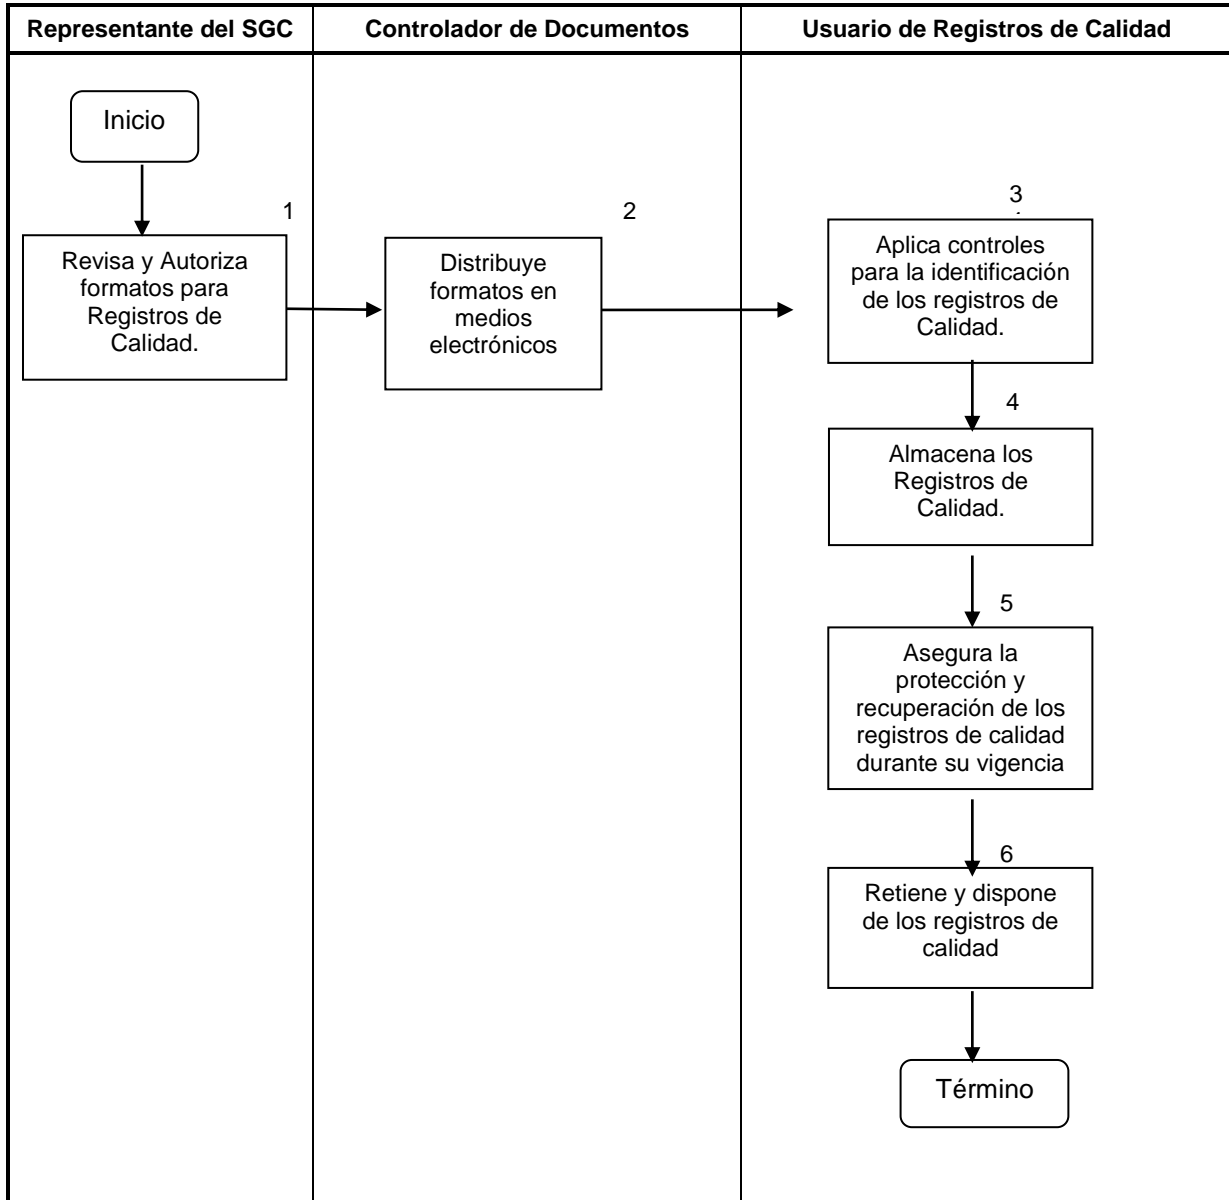 Representante del SGC
Controlador de Documentos
Usuario de Registros de Calidad
Inicio
1
Revisa y Autoriza
formatos para
Registros de
Calidad.
2
Distribuye
formatos en
medios
electrónicos
3
Aplica controles
para la identificación
de los registros de
Calidad.
4
Almacena los
Registros de
Calidad.
5
Asegura la
protección y
recuperación de los
registros de calidad
durante su vigencia
6
Retiene y dispone
de los registros de
calidad
Término